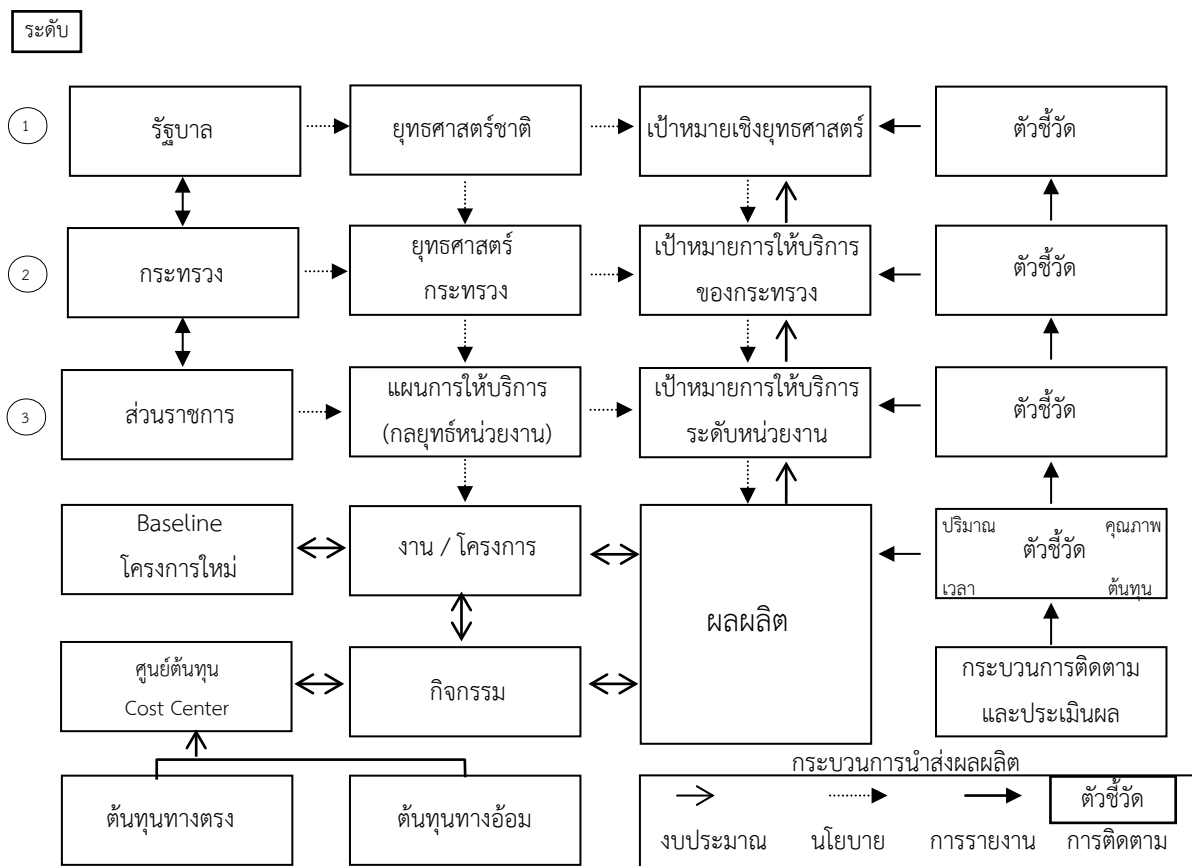 ระดับ
1
รัฐบาล
ยุทธศาสตร์ชาติ
เป้าหมายเชิงยุทธศาสตร์
ตัวชี้วัด
2
กระทรวง
ยุทธศาสตร์
กระทรวง
เป้าหมายการให้บริการ
ของกระทรวง
ตัวชี้วัด
3
ส่วนราชการ
แผนการให้บริการ
(กลยุทธ์หน่วยงาน)
เป้าหมายการให้บริการ
ระดับหน่วยงาน
ตัวชี้วัด
Baseline
โครงการใหม่
งาน / โครงการ
ผลผลิต
ปริมาณ
คุณภาพ
ตัวชี้วัด
เวลา
ต้นทุน
ศูนย์ต้นทุน
Cost Center
กิจกรรม
กระบวนการติดตาม
และประเมินผล
ต้นทุนทางตรง
ต้นทุนทางอ้อม
กระบวนการนำส่งผลผลิต
ตัวชี้วัด
งบประมาณ นโยบาย การรายงาน การติดตาม